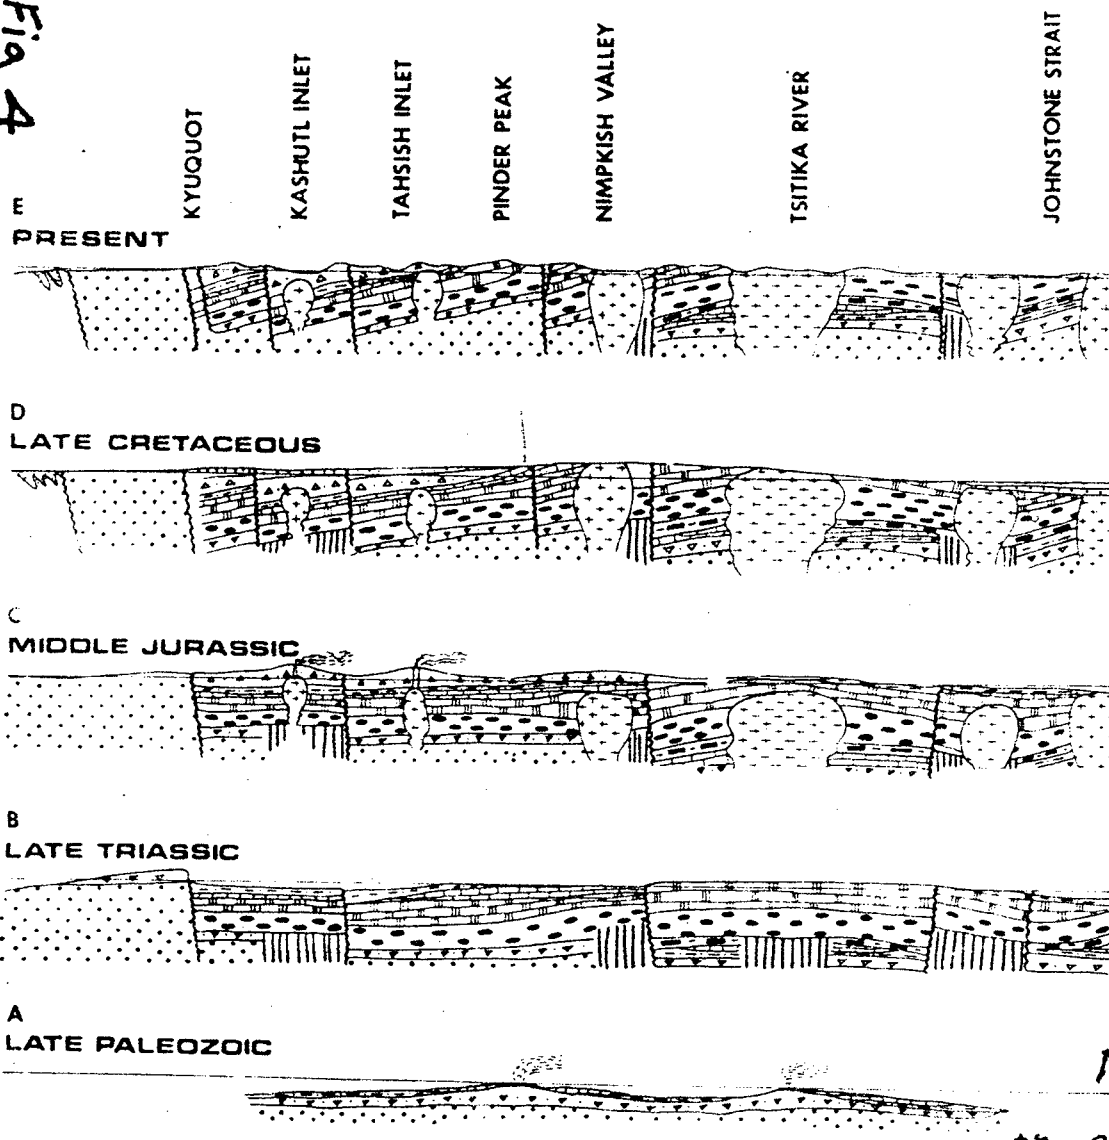 Fig 4
KYUQUOT
KASHUTL INLET
TAHSISH INLET
PINDER PEAK
NIMPKISH VALLEY
TSITIKA RIVER
JOHNSTONE STRAIT
E
PRESENT
D
LATE CRETACEOUS
C
MIDDLE JURASSIC
B
LATE TRIASSIC
A
LATE PALEOZOIC